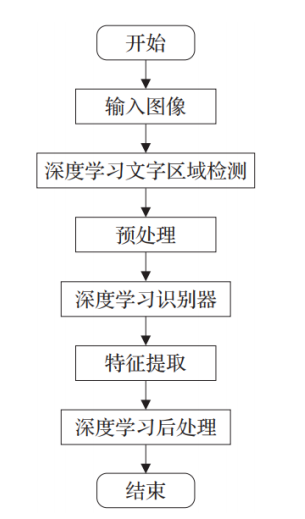 开始
输入图像
深度学习文字区域检测
预处理
深度学习识别器
特征提取
深度学习后处理
结束